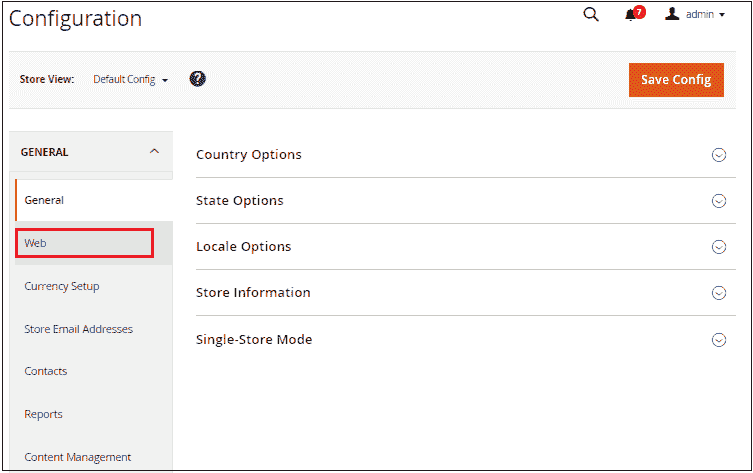 Configuration
7
admin
Store View:
Default Config
?
Save Config
GENERAL
General
Web
Currency Setup
Store Email Addresses
Contacts
Reports
Content Management
Country Options
State Options
Locale Options
Store Information
Single-Store Mode